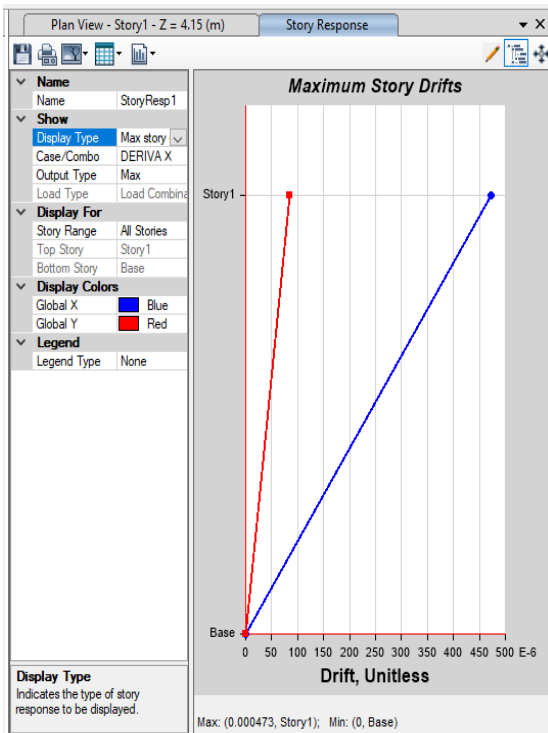 Plan View - Story1 - Z = 4.15 (m)
Story Response
Name
Name StoryResp1
Show
Display Type Max story
Case/Combo DERIVA X
Output Type Max
Load Type Load Combina
Display For
Story Range All Stories
Top Story Story1
Bottom Story Base
Display Colors
Global X Blue
Global Y Red
Legend
Legend Type None
Display Type
Indicates the type of story
response to be displayed.
Maximum Story Drifts
Story1
Base
0 50 100 150 200 250 300 350 400 450 500 E-6
Drift, Unitless
Max: (0.000473, Story1); Min: (0, Base)